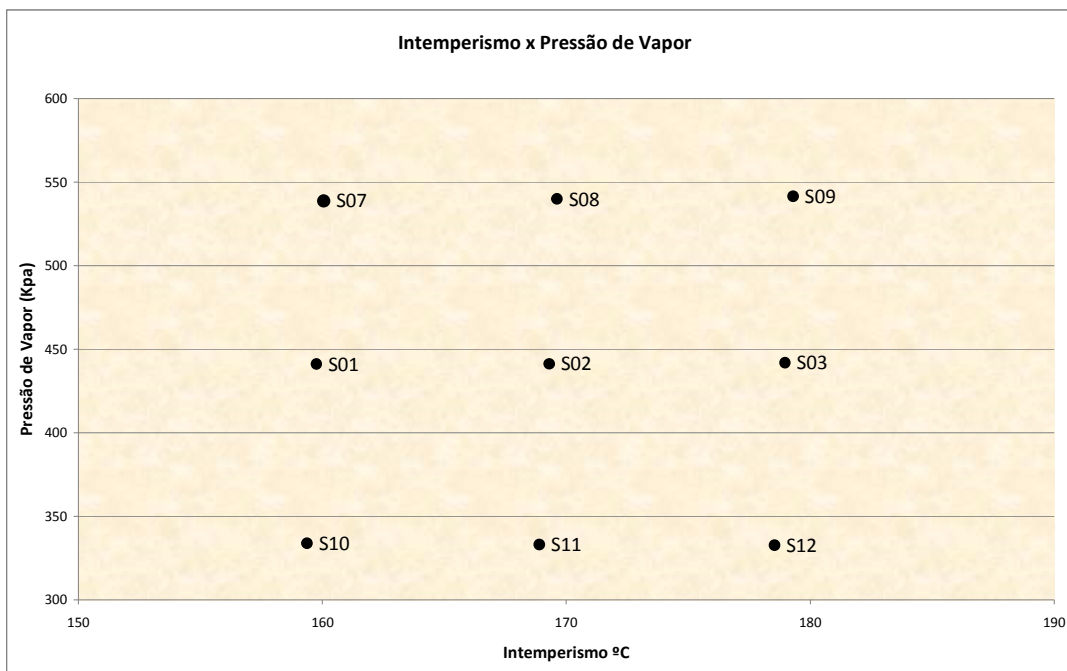 Intemperismo x Pressão de Vapor
600
550
500
450
400
350
300
Pressão de Vapor (Kpa)
S07
S08
S09
S01
S02
S03
S10
S11
S12
150
160
170
180
190
Intemperismo ºC